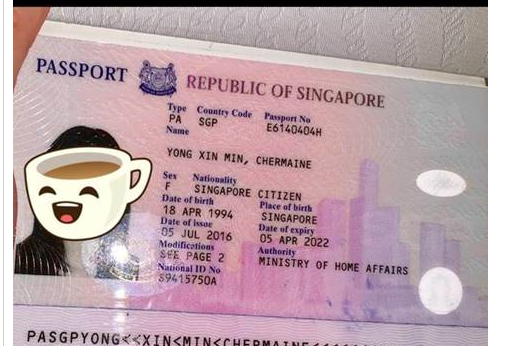 PASSPORT REPUBLIC OF SINGAPORE
Type Country Code Passport No
PA SGP E6140404H
Name
YONG XIN MIN, CHERMAINE
Sex Nationality
F SINGAPORE CITIZEN
Date of birth Place of birth
18 APR 1994 SINGAPORE
Date of issue Date of expiry
05 JUL 2016 05 APR 2022
Modifications Authority
SEE PAGE 2 MINISTRY OF HOME AFFAIRS
National ID No
S9415750A
PASGPYONG<<XIN<MIN<CHERMAINE<<<<<<